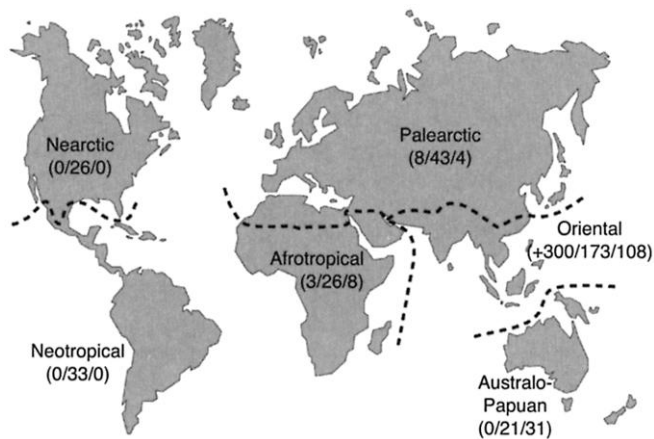 Nearctic
(0/26/0)
Palearctic
(8/43/4)
Oriental
(+300/173/108)
Afrotropical
(3/26/8)
Neotropical
(0/33/0)
Australo-
Papuan
(0/21/31)